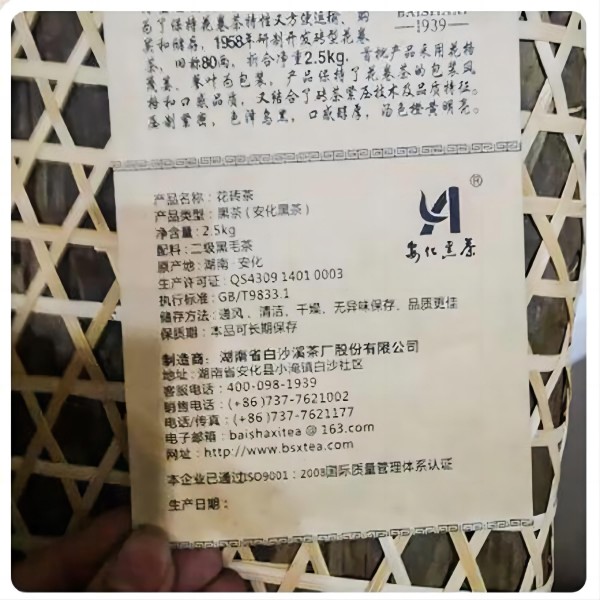 为了保持花卷茶特性又方便运输、购
买和储存，1958年研制开发砖型花卷
茶，旧称80两，折合净重2.5kg。首批产品采用花格
篾篓、蓼叶为包装，产品保持了花卷茶的包装风
格和口感品质，又结合了砖茶紧压技术及品质特征。
压制紧密，色泽乌黑，口感醇厚，汤色橙黄明亮。
BAISHAXI
1939
产品名称：花砖茶
产品类型：黑茶（安化黑茶）
净含量：2.5kg
配料：二级黑毛茶
原产地：湖南·安化
生产许可证：QS4309 1401 0003
执行标准：GB/T9833.1
储存方法：通风、清洁、干燥、无异味保存，品质更佳
保质期：本品可长期保存
®
安化黑茶
制造商：湖南省白沙溪茶厂股份有限公司
地址：湖南省安化县小淹镇白沙社区
客服电话：400-098-1939
销售电话：(+86)737-7621002
电话/传真：(+86)737-7621177
电子邮箱：baishaxitea @ 163.com
网址：http://www.bsxtea.com
本企业已通过ISO9001：2008国际质量管理体系认证
生产日期：